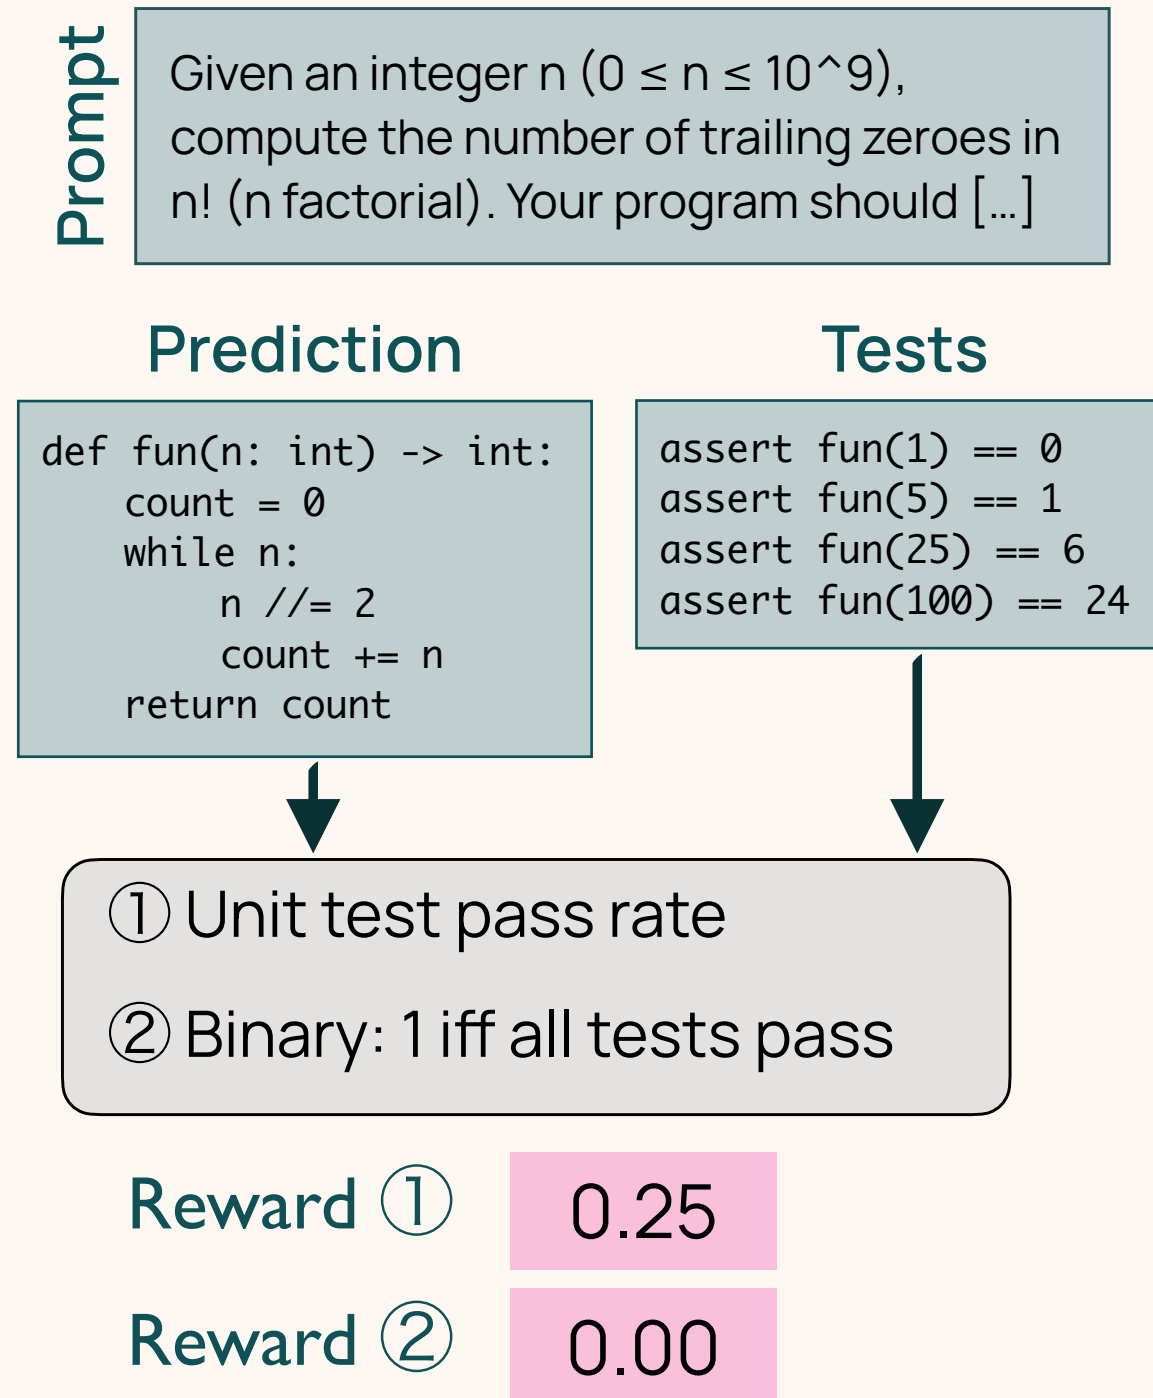 Prompt
Given an integer n (0 ≤ n ≤ 10^9),
compute the number of trailing zeroes in
n! (n factorial). Your program should [...]
Prediction
def fun(n: int) -> int:
    count = 0
    while n:
        n //= 2
        count += n
    return count
Tests
assert fun(1) == 0
assert fun(5) == 1
assert fun(25) == 6
assert fun(100) == 24
① Unit test pass rate
② Binary: 1 iff all tests pass
Reward ① 0.25
Reward ② 0.00